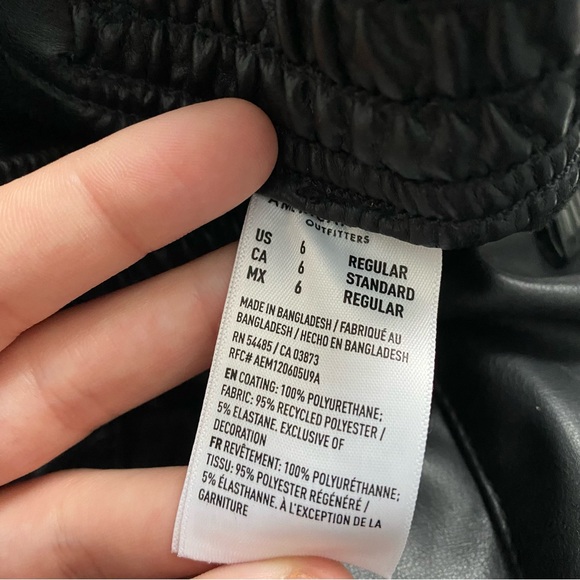 OUTFITTERS
US 6 REGULAR
CA 6 STANDARD
MX 6 REGULAR
MADE IN BANGLADESH / FABRIQUÉ AU
BANGLADESH / HECHO EN BANGLADESH
RN 54485 / CA 03873
RFC# AEM120605U9A
EN COATING: 100% POLYURETHANE;
FABRIC: 95% RECYCLED POLYESTER /
5% ELASTANE. EXCLUSIVE OF
DECORATION
FR REVÊTEMENT: 100% POLYURÉTHANNE;
TISSU: 95% POLYESTER RÉGÉNÉRÉ /
5% ÉLASTHANNE. À L'EXCEPTION DE LA
GARNITURE